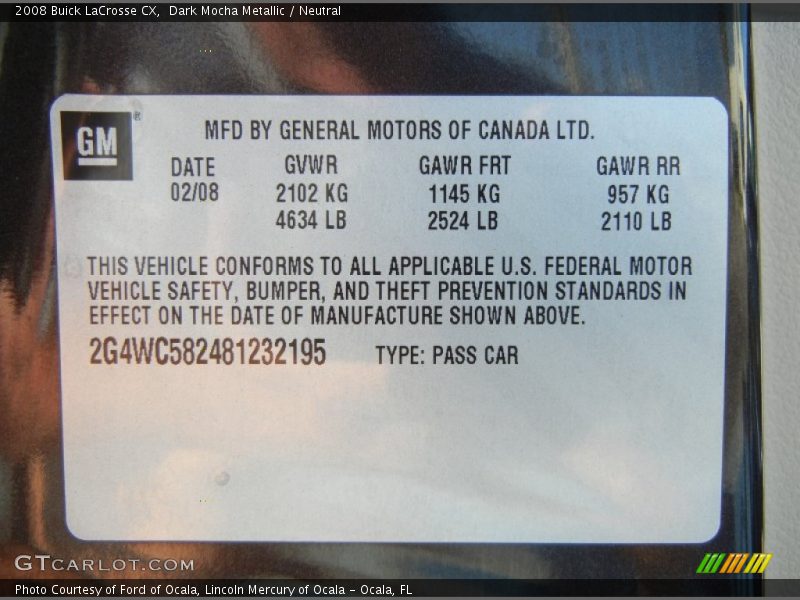 2008 Buick LaCrosse CX, Dark Mocha Metallic / Neutral
GM®
MFD BY GENERAL MOTORS OF CANADA LTD.
DATE GVWR GAWR FRT GAWR RR
02/08 2102 KG 1145 KG 957 KG
4634 LB 2524 LB 2110 LB
THIS VEHICLE CONFORMS TO ALL APPLICABLE U.S. FEDERAL MOTOR
VEHICLE SAFETY, BUMPER, AND THEFT PREVENTION STANDARDS IN
EFFECT ON THE DATE OF MANUFACTURE SHOWN ABOVE.
2G4WC582481232195 TYPE: PASS CAR
GTCARLOT.COM
Photo Courtesy of Ford of Ocala, Lincoln Mercury of Ocala - Ocala, FL